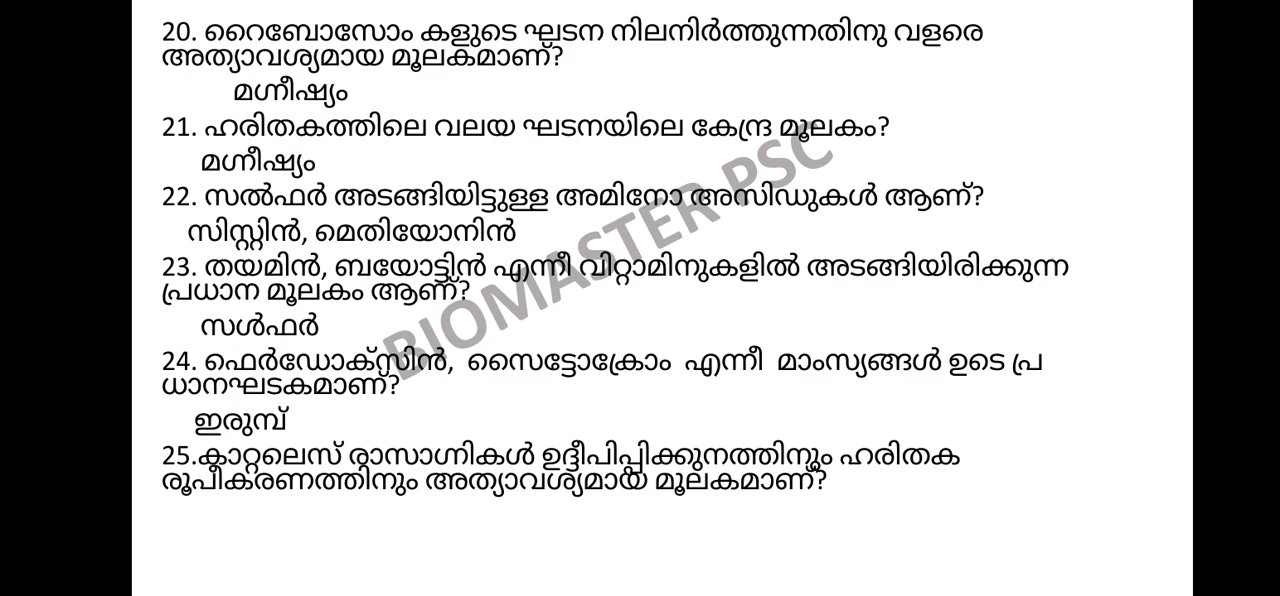 20. റൈബോസോം കളുടെ ഘടന നിലനിർത്തുന്നതിനു വളരെ
അത്യാവശ്യമായ മൂലകമാണ്?
മഗ്നീഷ്യം
21. ഹരിതകത്തിലെ വലയ ഘടനയിലെ കേന്ദ്ര മൂലകം?
മഗ്നീഷ്യം
22. സൽഫർ അടങ്ങിയിട്ടുള്ള അമിനോ അസിഡുകൾ ആണ്?
സിസ്റ്റിൻ, മെതിയോനിൻ
23. തയമിൻ, ബയോട്ടിൻ എന്നീ വിറ്റാമിനുകളിൽ അടങ്ങിയിരിക്കുന്ന
പ്രധാന മൂലകം ആണ്?
സൾഫർ
24. ഫെർഡോക്സിൻ, സൈട്ടോക്രോം എന്നീ മാംസ്യങ്ങൾ ഉടെ പ്ര
ധാനഘടകമാണ്?
ഇരുമ്പ്
25.കാറ്റലെസ് രാസാഗ്നികൾ ഉദ്ദീപിപ്പിക്കുനത്തിനും ഹരിതക
രൂപീകരണത്തിനും അത്യാവശ്യമായ മൂലകമാണ്?
BIOMASTER PSC